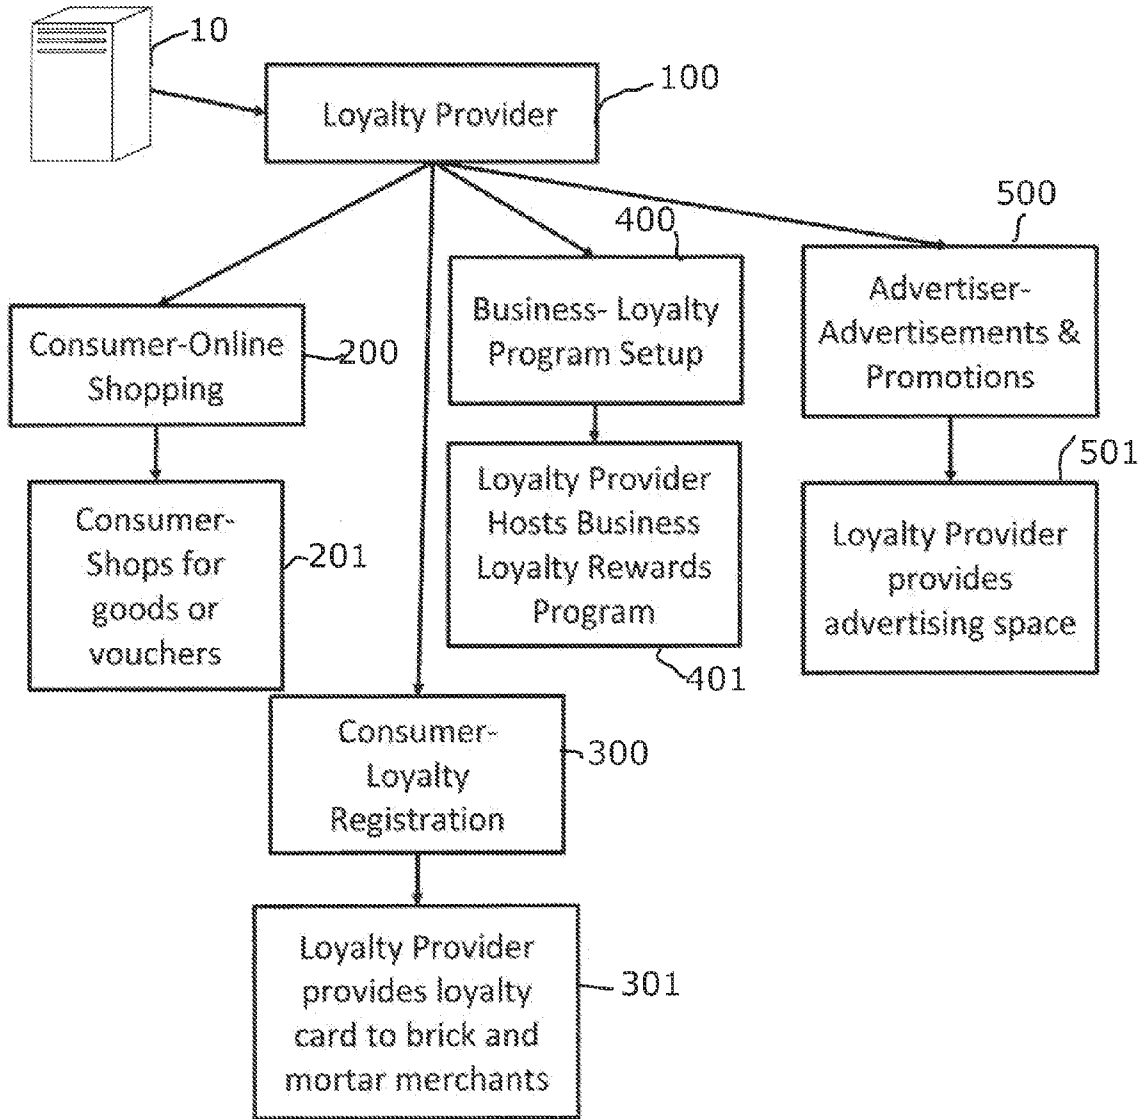 10
100
Loyalty Provider
500
400
Advertiser-
Advertisements &
Promotions
Business- Loyalty
Program Setup
Consumer-Online
Shopping
200
501
Loyalty Provider
Hosts Business
Loyalty Rewards
Program
Consumer-
Shops for
goods or
vouchers
201
Loyalty Provider
provides
advertising space
401
Consumer-
Loyalty
Registration
300
Loyalty Provider
provides loyalty
card to brick and
mortar merchants
301